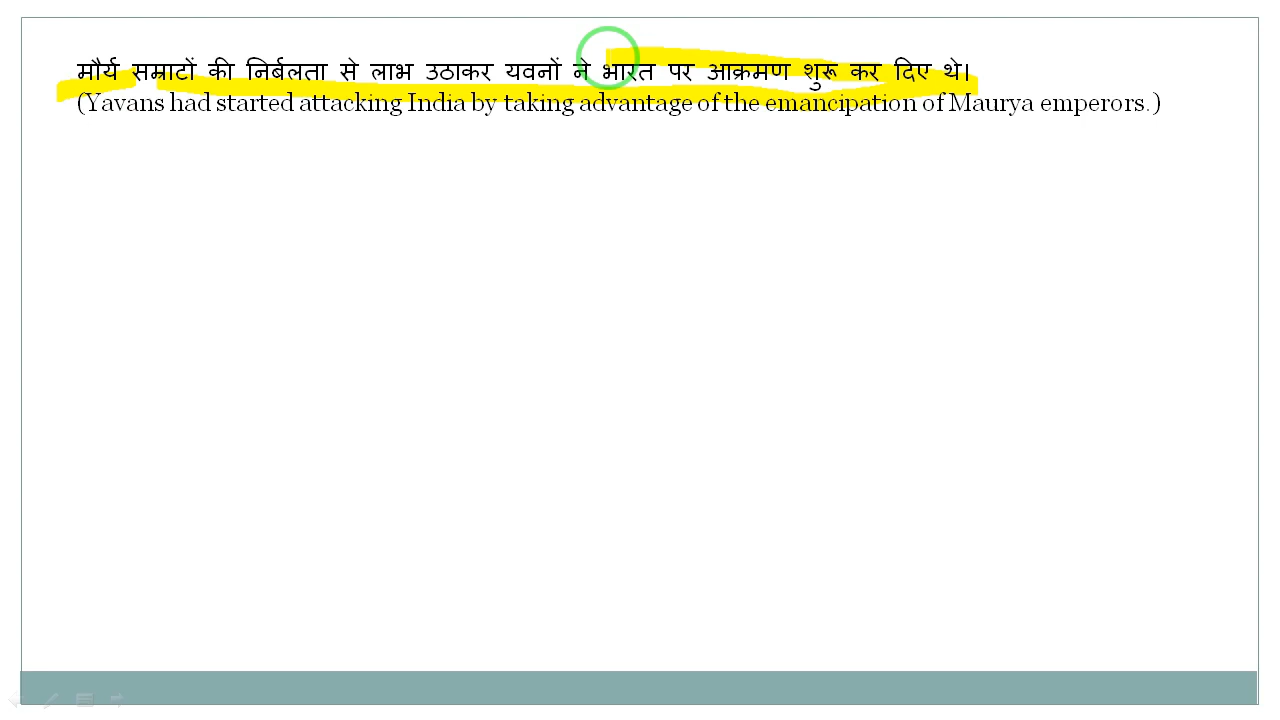 मौर्य सम्राटों की निर्बलता से लाभ उठाकर यवनों ने भारत पर आक्रमण शुरू कर दिए थे।
(Yavans had started attacking India by taking advantage of the emancipation of Maurya emperors.)